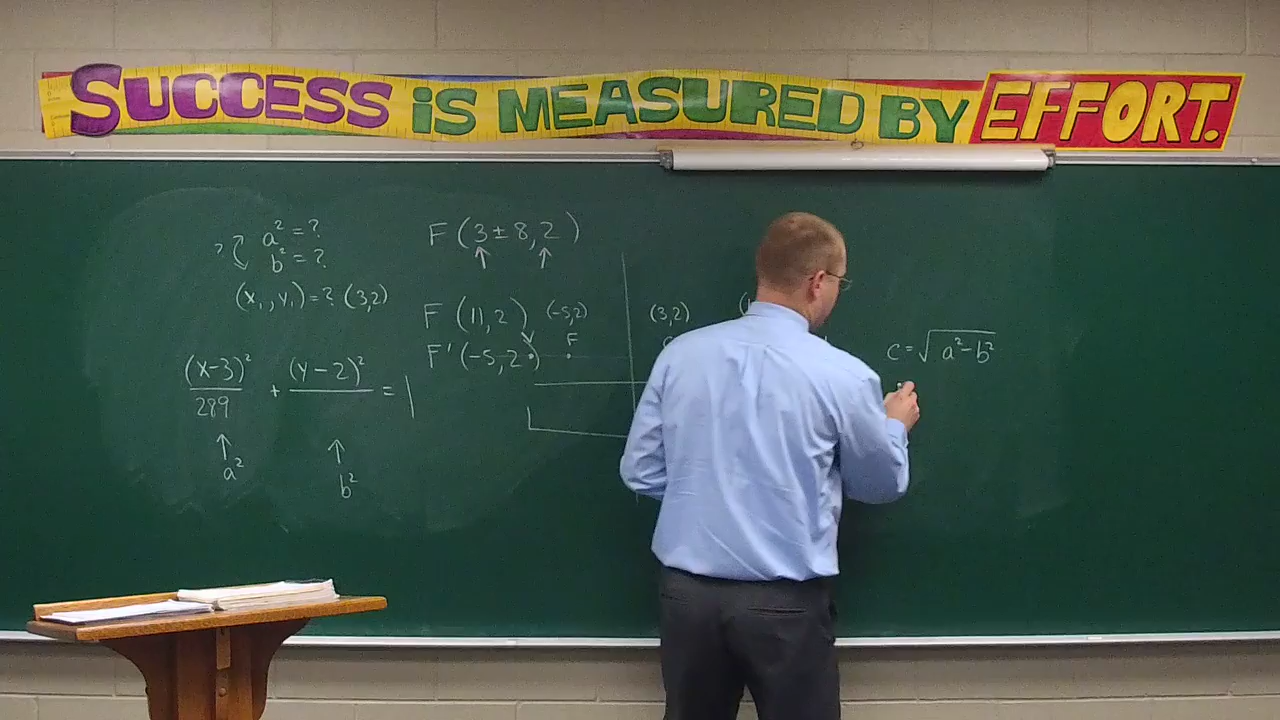 SUCCESS iS MEASURED BY EFFORT.
a² = ?
? b² = ?
(x₁, y₁) = ? (3,2)
(x-3)² + (y-2)² = 1
289
a²
b²
F (3 ± 8, 2)
F (11, 2) (-5,2)
F' (-5, 2)
V F
(3,2)
c = √a²-b²